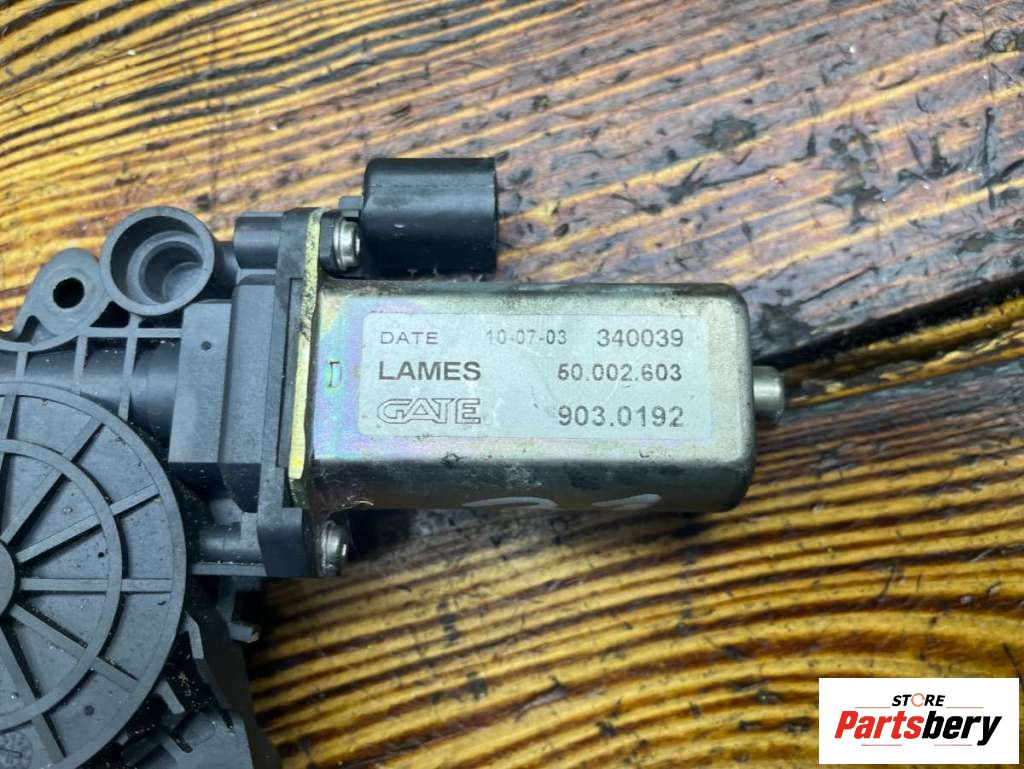 DATE 10-07-03 340039
LAMES 50.002.603
GATE 903.0192
STORE
Partsbery